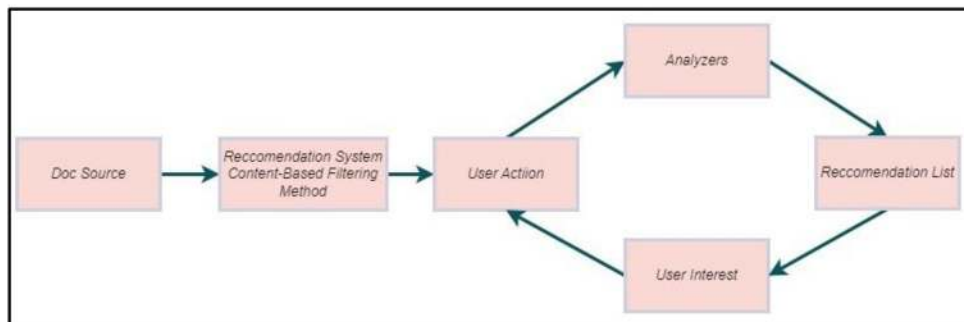 Analyzers
Doc Source
Reccomendation System
Content-Based Filtering
Method
User Actiion
Reccomendation List
User Interest